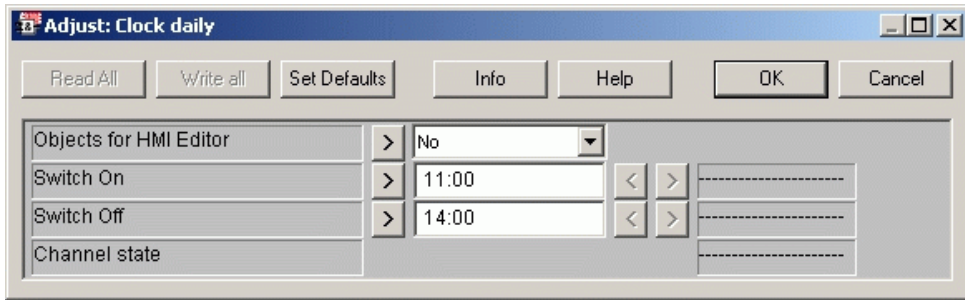 Adjust: Clock daily
Read All Write all Set Defaults Info Help OK Cancel
Objects for HMI Editor > No
Switch On > 11:00 < > ---------------------
Switch Off > 14:00 < > ---------------------
Channel state ---------------------